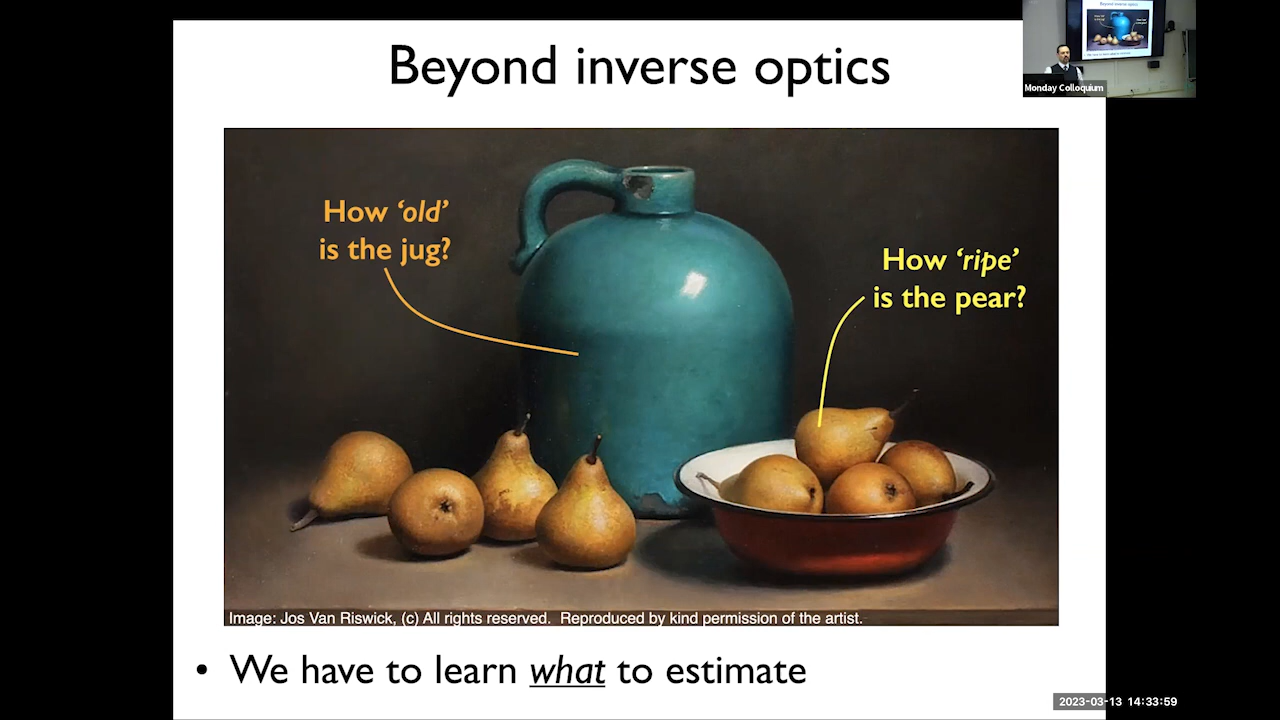 Beyond inverse optics
Monday Colloquium
How ‘old’
is the jug?
How ‘ripe’
is the pear?
Image: Jos Van Riswick, (c) All rights reserved.  Reproduced by kind permission of the artist.
• We have to learn what to estimate
2023-03-13 14:33:59